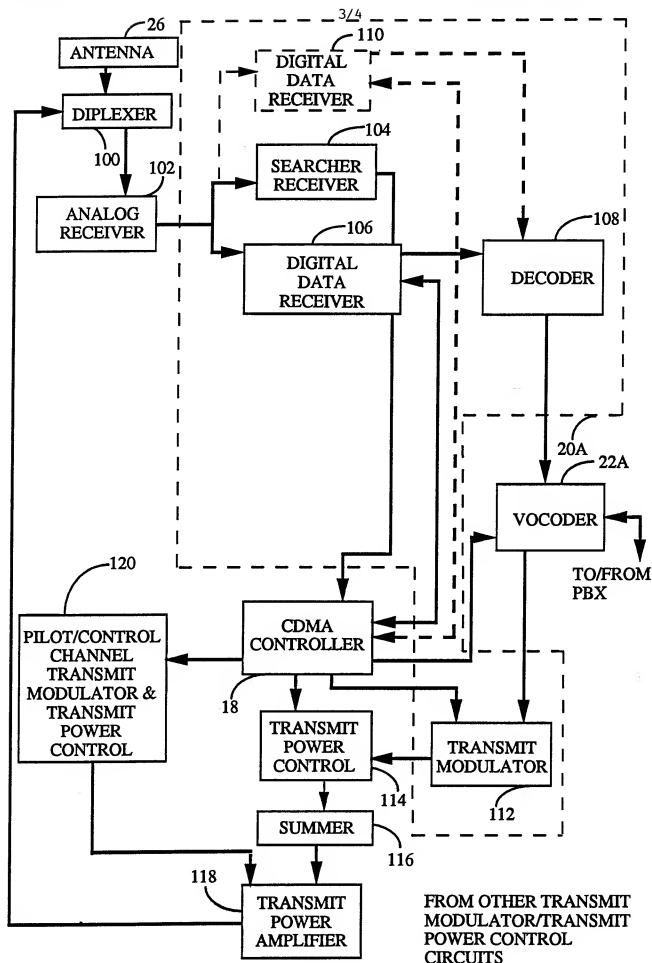 3/4
26
ANTENNA
110
DIGITAL
DATA
RECEIVER
DIPLEXER
100
104
SEARCHER
RECEIVER
102
ANALOG
RECEIVER
106
DIGITAL
DATA
RECEIVER
108
DECODER
20A
22A
VOCODER
TO/FROM
PBX
120
PILOT/CONTROL
CHANNEL
TRANSMIT
MODULATOR &
TRANSMIT
POWER
CONTROL
CDMA
CONTROLLER
18
TRANSMIT
POWER
CONTROL
114
TRANSMIT
MODULATOR
112
SUMMER
116
118
TRANSMIT
POWER
AMPLIFIER
FROM OTHER TRANSMIT
MODULATOR/TRANSMIT
POWER CONTROL
CIRCUITS